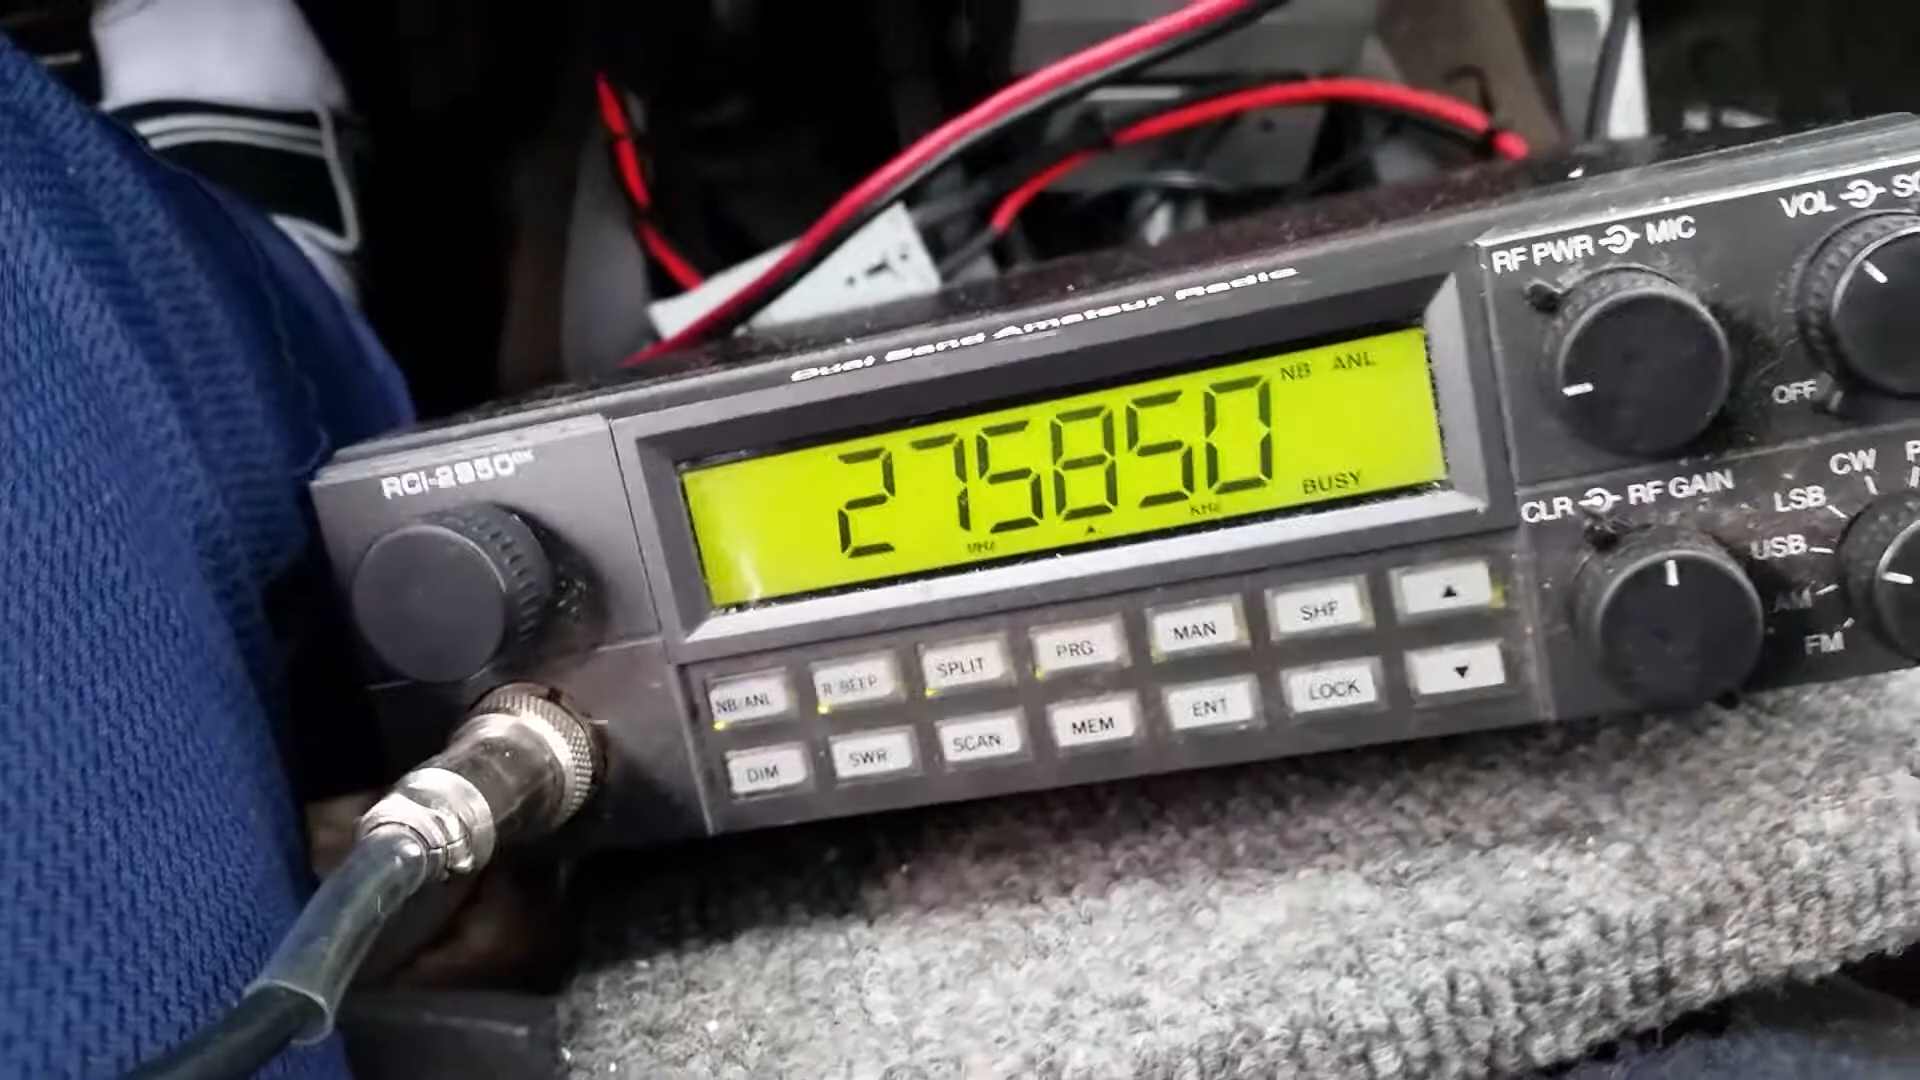 Dual Band Amateur Radio
RCI-2950DX
275850
NB ANL
MHz
KHz
BUSY
RF PWR MIC
VOL
OFF
CLR RF GAIN
CW
LSB
USB
AM
FM
NB/ANL
R.BEEP
SPLIT
PRG
MAN
SHF
▲
DIM
SWR
SCAN
MEM
ENT
LOCK
▼